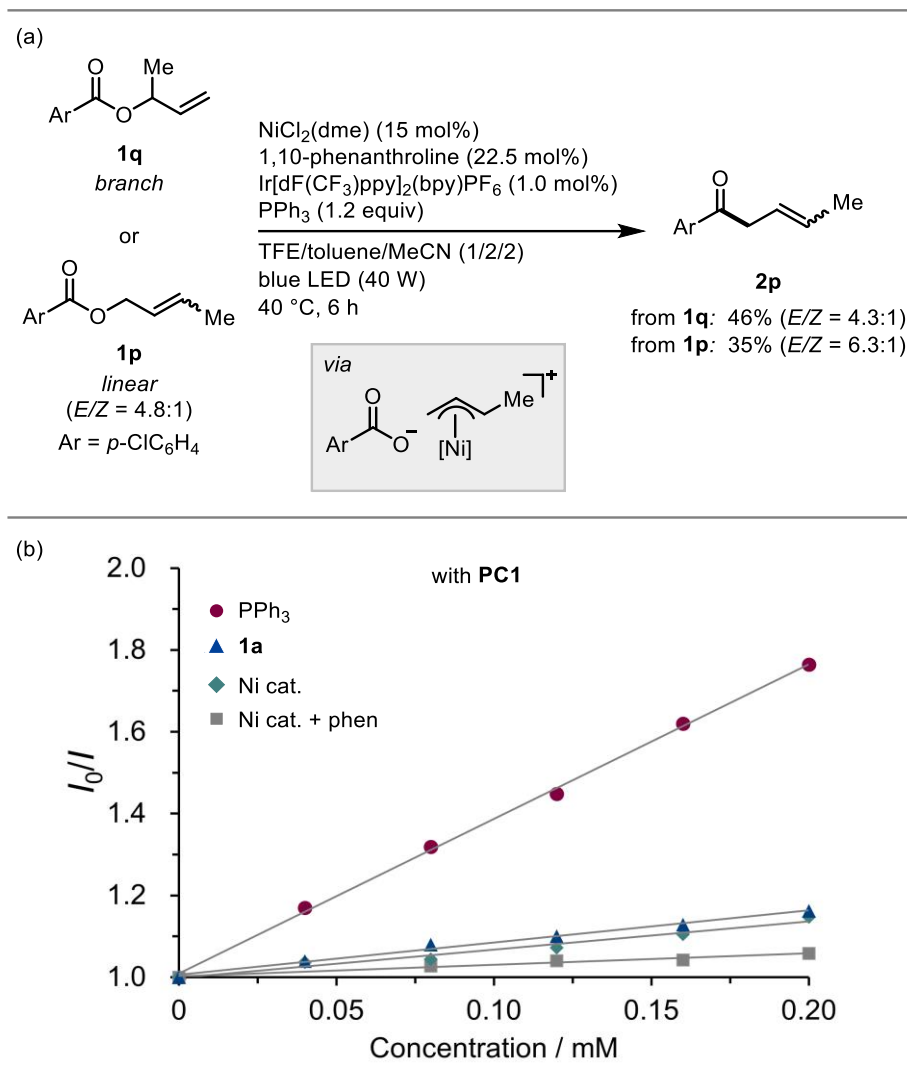 (a)
O
Me
Ar
O
1q
branch
or
O
Ar
O
Me
1p
linear
(E/Z = 4.8:1)
Ar = p-ClC₆H₄
NiCl₂(dme) (15 mol%)
1,10-phenanthroline (22.5 mol%)
Ir[dF(CF₃)ppy]₂(bpy)PF₆ (1.0 mol%)
PPh₃ (1.2 equiv)
TFE/toluene/MeCN (1/2/2)
blue LED (40 W)
40 °C, 6 h
via
O
Ar
O⁻
Me
+
[Ni]
O
Ar
Me
2p
from 1q: 46% (E/Z = 4.3:1)
from 1p: 35% (E/Z = 6.3:1)
(b)
with PC1
PPh₃
1a
Ni cat.
Ni cat. + phen
I₀/I
2.0
1.8
1.6
1.4
1.2
1.0
0 0.05 0.10 0.15 0.20
Concentration / mM